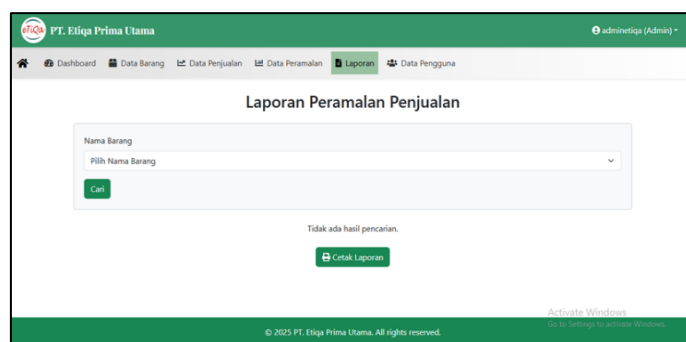 eTiQa PT. Etiqa Prima Utama adminetiqa (Admin)
Dashboard Data Barang Data Penjualan Data Peramalan Laporan Data Pengguna
Laporan Peramalan Penjualan
Nama Barang
Pilih Nama Barang
Cari
Tidak ada hasil pencarian.
Cetak Laporan
Activate Windows
Go to Settings to activate Windows.
© 2025 PT. Etiqa Prima Utama. All rights reserved.